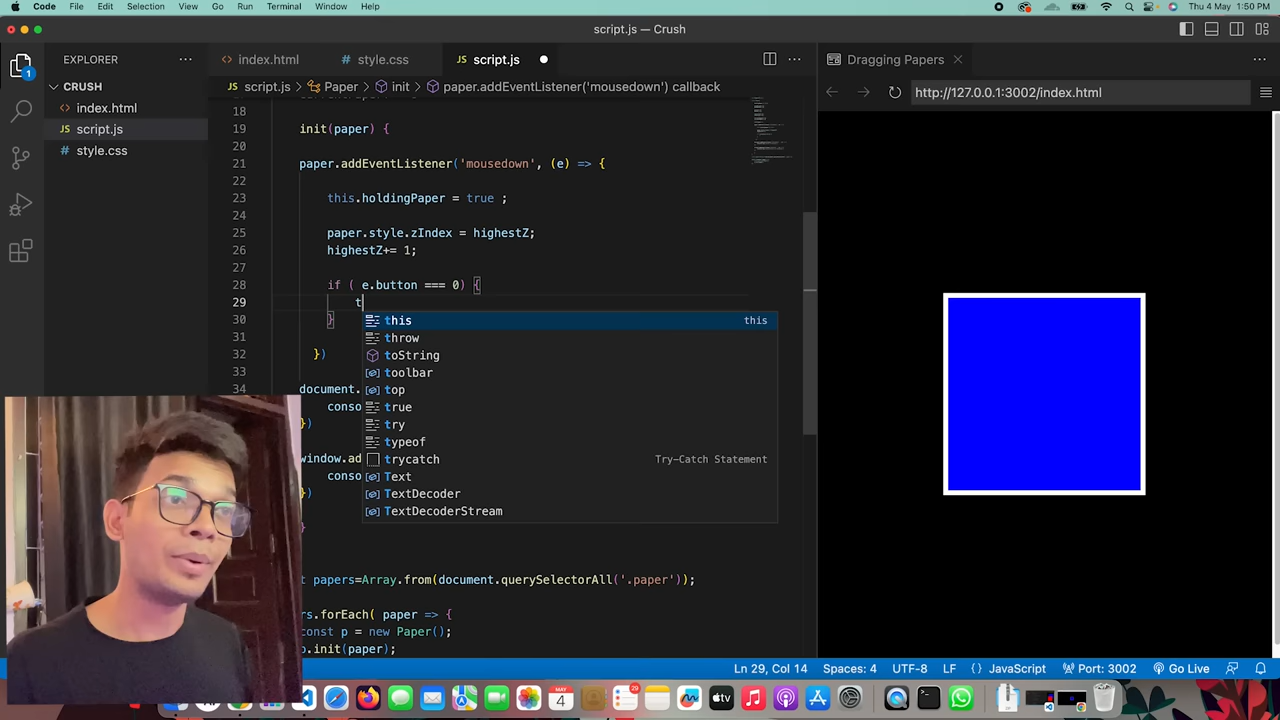 Code File Edit Selection View Go Run Terminal Window Help Thu 4 May 1:50 PM
script.js — Crush
EXPLORER
index.html
style.css
script.js
Dragging Papers
CRUSH
script.js > Paper > init > paper.addEventListener('mousedown') callback
http://127.0.0.1:3002/index.html
index.html
script.js
style.css
1
18
19 init(paper) {
20
21 paper.addEventListener('mousedown', (e) => {
22
23 this.holdingPaper = true ;
24
25 paper.style.zIndex = highestZ;
26 highestZ+= 1;
27
28 if ( e.button === 0) {
29 t
30 }
31
32 })
33
34 document.
conso
})
window.ad
conso
})
}
this this
throw
toString
toolbar
top
true
try
typeof
trycatch Try-Catch Statement
Text
TextDecoder
TextDecoderStream
t papers=Array.from(document.querySelectorAll('.paper'));
rs.forEach( paper => {
const p = new Paper();
p.init(paper);
Ln 29, Col 14 Spaces: 4 UTF-8 LF {} JavaScript Port: 3002 Go Live
MAY
4
29
tv